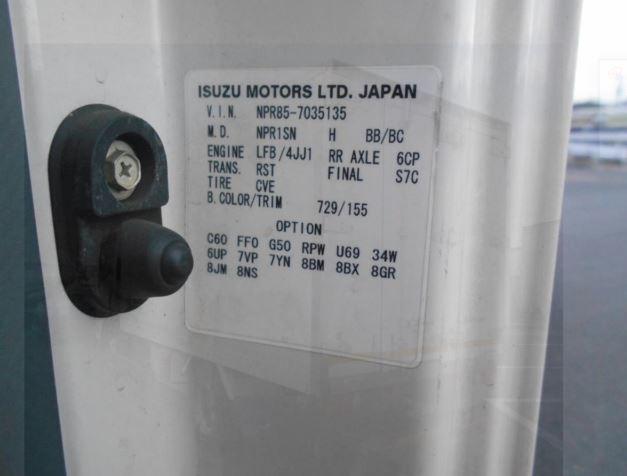 ISUZU MOTORS LTD. JAPAN
V.I.N. NPR85-7035135
M.D. NPR1SN H BB/BC
ENGINE LFB/4JJ1 RR AXLE 6CP
TRANS. RST FINAL S7C
TIRE CVE
B.COLOR/TRIM 729/155
OPTION
C60 FF0 G50 RPW U69 34W
6UP 7VP 7YN 8BM 8BX 8GR
8JM 8NS